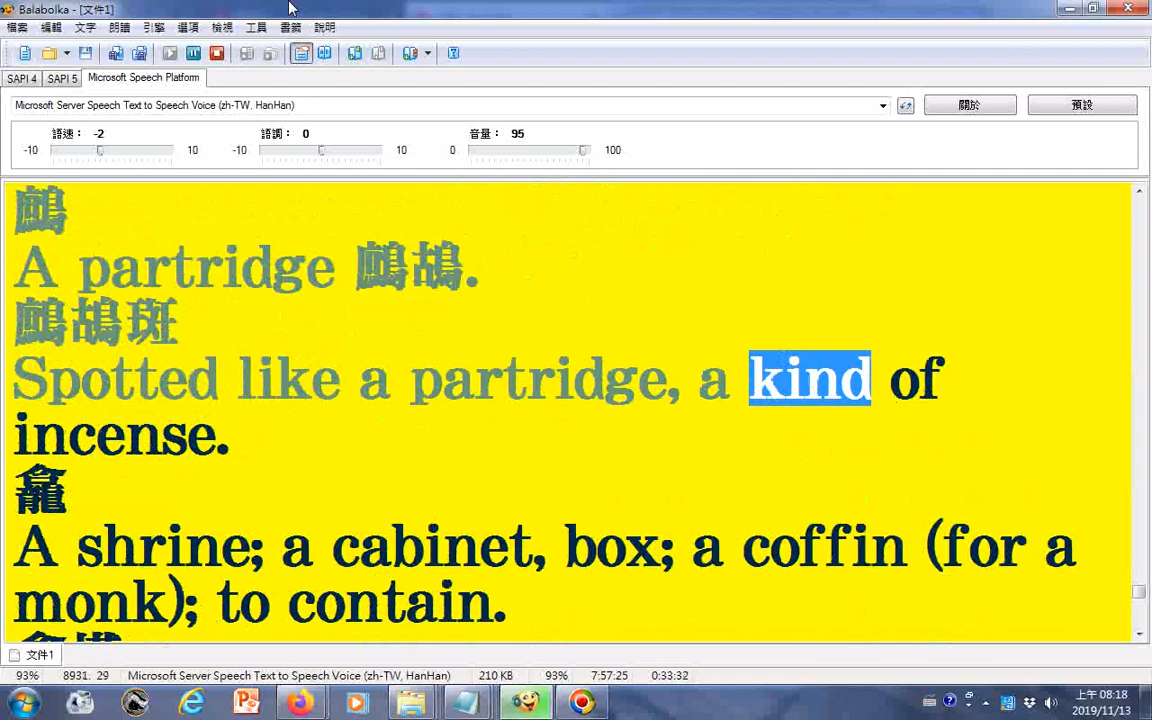 Balabolka - [文件1]
檔案 編輯 文字 朗讀 引擎 選項 檢視 工具 書籤 說明
SAPI 4 SAPI 5 Microsoft Speech Platform
Microsoft Server Speech Text to Speech Voice (zh-TW, HanHan) 關於 預設
語速： -2 語調： 0 音量： 95
-10 10 -10 10 0 100
鷓
A partridge 鷓鴣.
鷓鴣斑
Spotted like a partridge, a kind of
incense.
龕
A shrine; a cabinet, box; a coffin (for a
monk); to contain.
文件1
93% 8931: 29 Microsoft Server Speech Text to Speech Voice (zh-TW, HanHan) 210 KB 93% 7:57:25 0:33:32
上午 08:18
2019/11/13